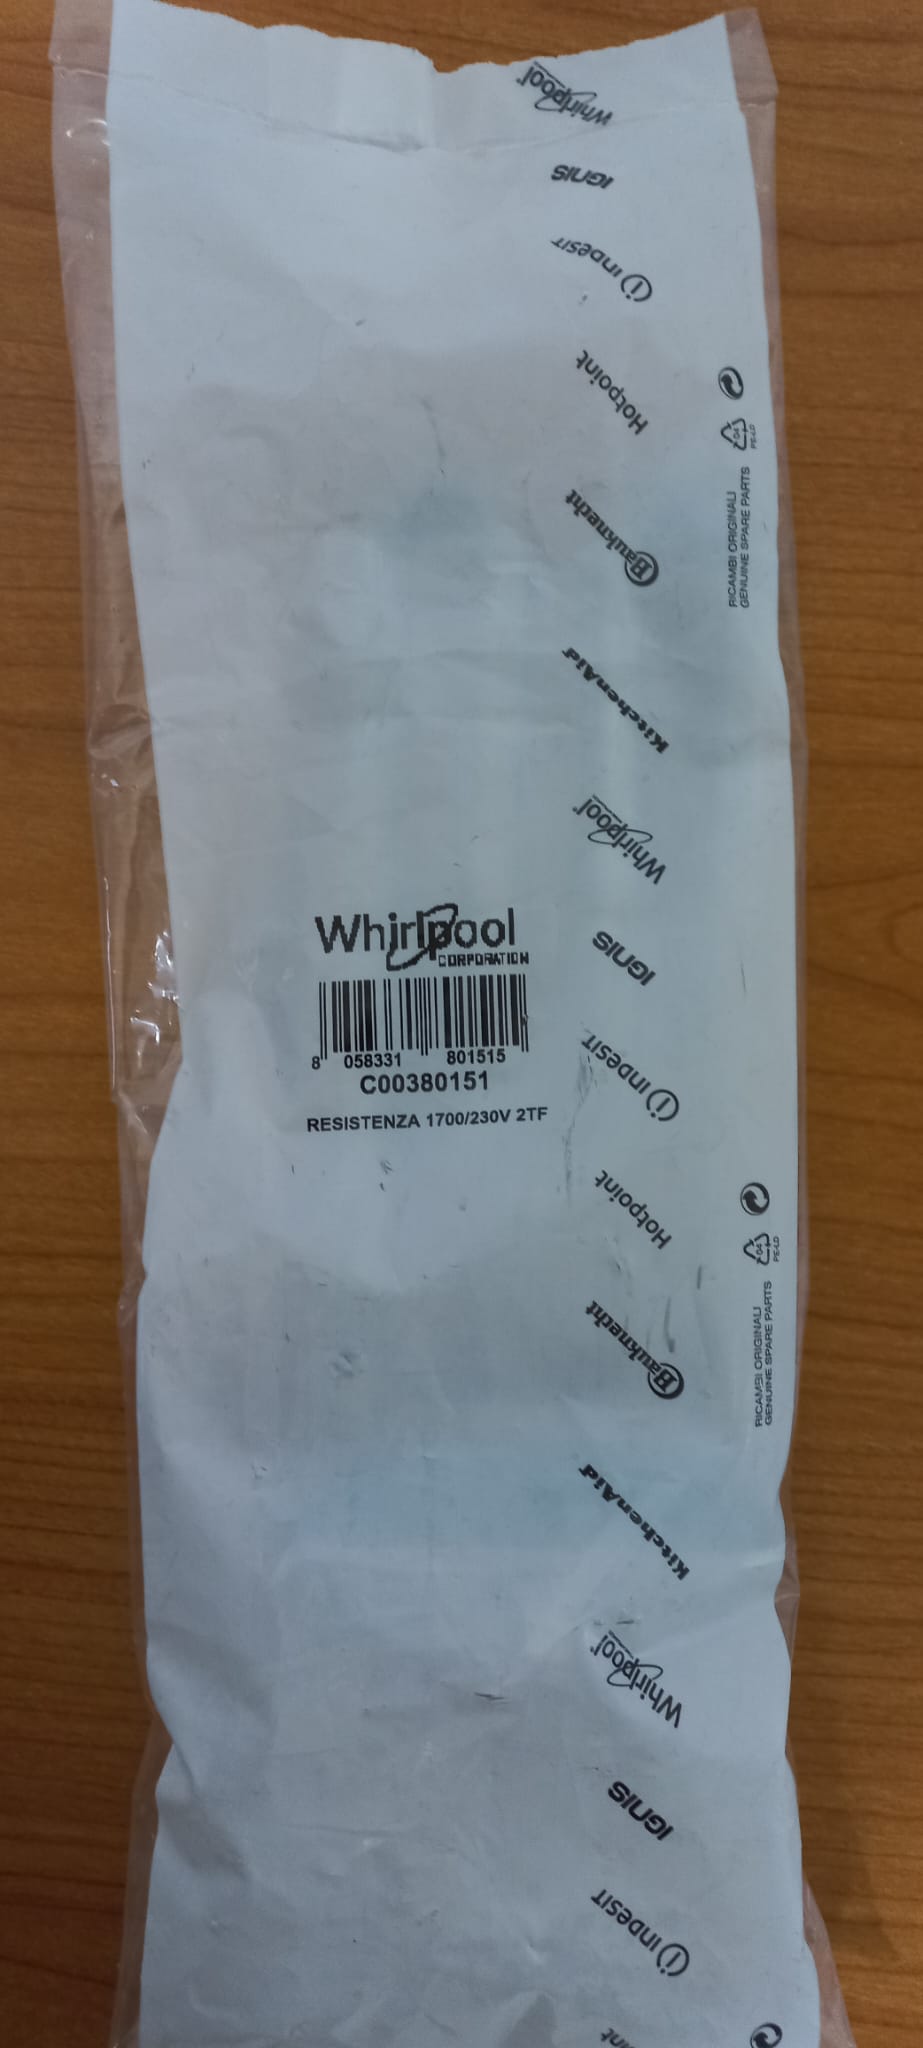 Whirlpool
IGNIS
INDESIT
Hotpoint
Bauknecht
KitchenAid
Whirlpool
IGNIS
INDESIT
Hotpoint
Bauknecht
KitchenAid
Whirlpool
IGNIS
INDESIT
04
PE-LD
RICAMBI ORIGINALI
GENUINE SPARE PARTS
Whirlpool
CORPORATION
8 058331 801515
C00380151
RESISTENZA 1700/230V 2TF
04
PE-LD
RICAMBI ORIGINALI
GENUINE SPARE PARTS